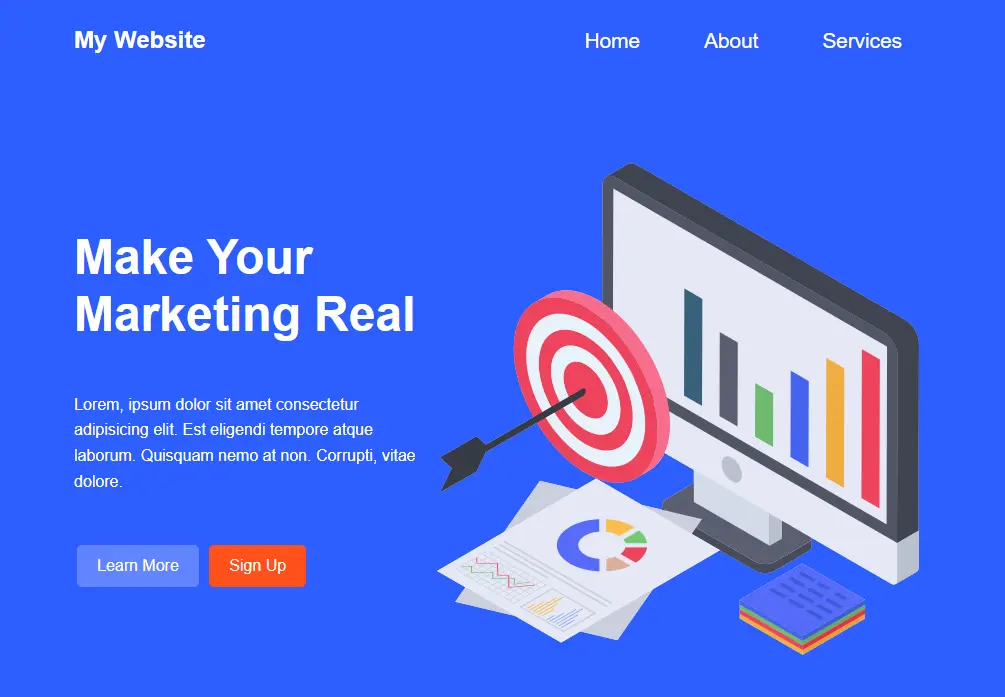 My Website
Home About Services
Make Your
Marketing Real
Lorem, ipsum dolor sit amet consectetur
adipisicing elit. Est eligendi tempore atque
laborum. Quisquam nemo at non. Corrupti, vitae
dolore.
Learn More Sign Up